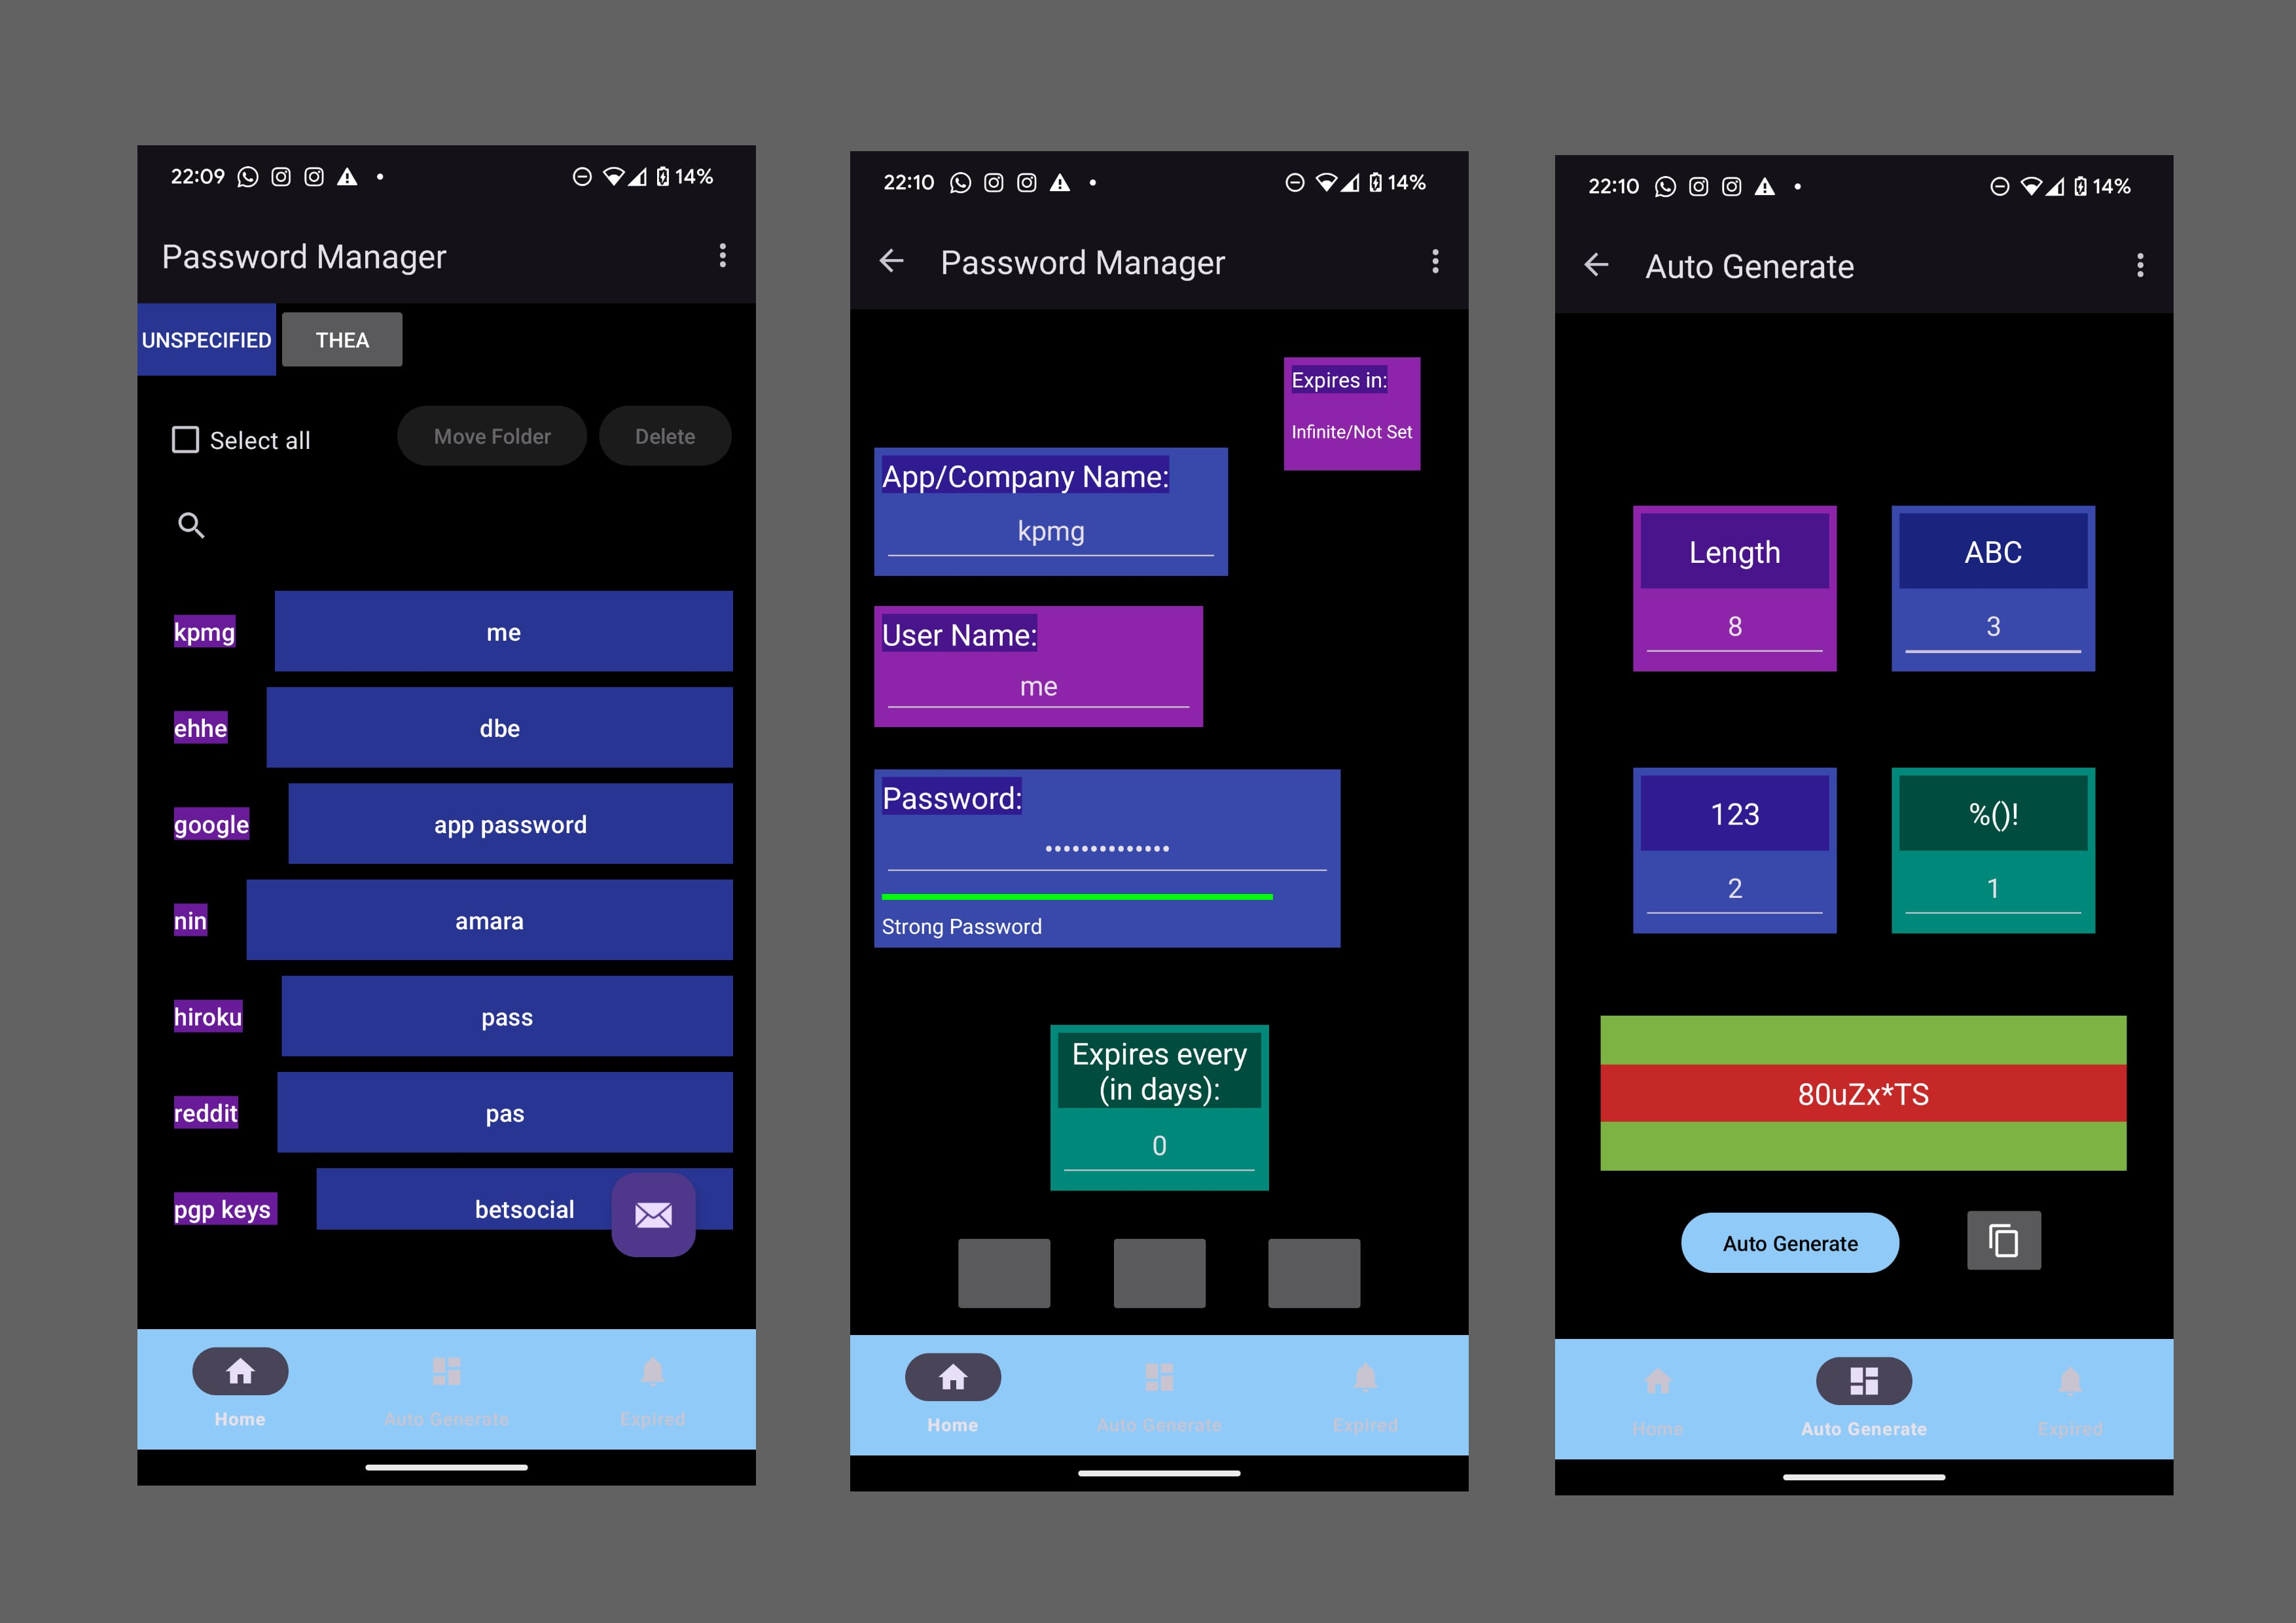 22:09
14%
Password Manager
UNSPECIFIED
THEA
Select all
Move Folder
Delete
kpmg
me
ehhe
dbe
google
app password
nin
amara
hiroku
pass
reddit
pas
pgp keys
betsocial
Home
Auto Generate
Expired
22:10
14%
Password Manager
Expires in:
Infinite/Not Set
App/Company Name:
kpmg
User Name:
me
Password:
••••••••••••••
Strong Password
Expires every
(in days):
0
Home
Auto Generate
Expired
22:10
14%
Auto Generate
Length
8
ABC
3
123
2
%()!
1
80uZx*TS
Auto Generate
Home
Auto Generate
Expired